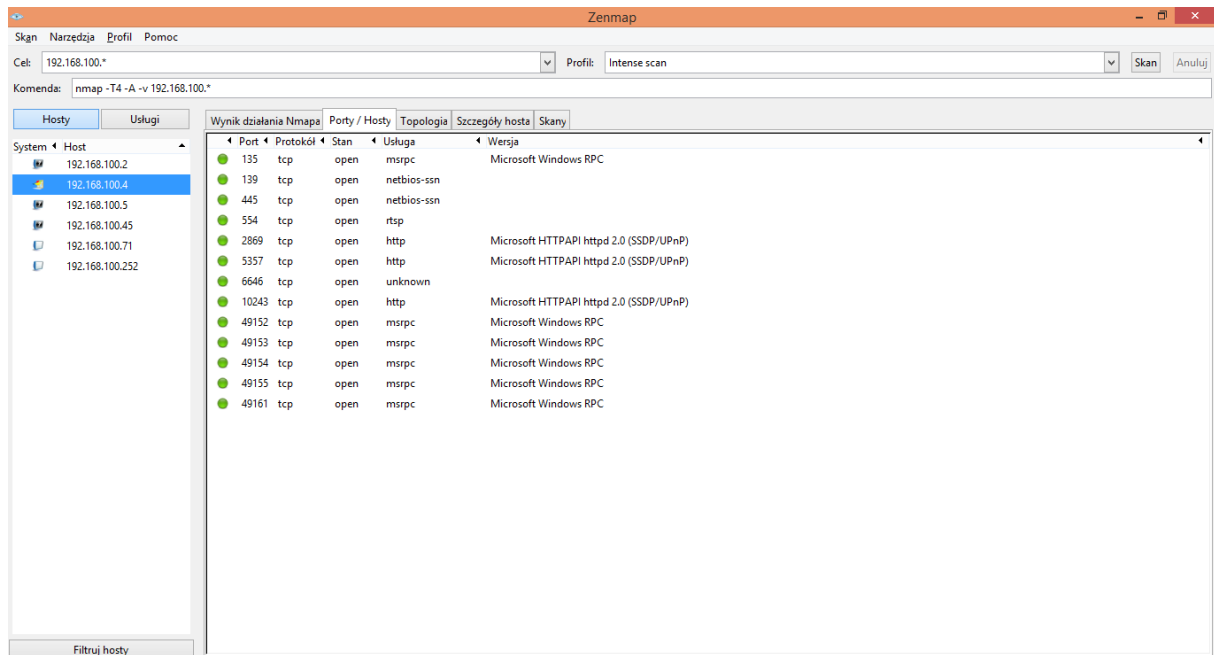 Zenmap
Skan Narzędzja Profil Pomoc
Cel: 192.168.100.* Profil: Intense scan Skan Anuluj
Komenda: nmap -T4 -A -v 192.168.100.*
Hosty Usługi Wynik działania Nmapa Porty / Hosty Topologia Szczegóły hosta Skany
System Host Port Protokół Stan Usługa Wersja
192.168.100.2
192.168.100.4
192.168.100.5
192.168.100.45
192.168.100.71
192.168.100.252
135 tcp open msrpc Microsoft Windows RPC
139 tcp open netbios-ssn
445 tcp open netbios-ssn
554 tcp open rtsp
2869 tcp open http Microsoft HTTPAPI httpd 2.0 (SSDP/UPnP)
5357 tcp open http Microsoft HTTPAPI httpd 2.0 (SSDP/UPnP)
6646 tcp open unknown
10243 tcp open http Microsoft HTTPAPI httpd 2.0 (SSDP/UPnP)
49152 tcp open msrpc Microsoft Windows RPC
49153 tcp open msrpc Microsoft Windows RPC
49154 tcp open msrpc Microsoft Windows RPC
49155 tcp open msrpc Microsoft Windows RPC
49161 tcp open msrpc Microsoft Windows RPC
Filtruj hosty